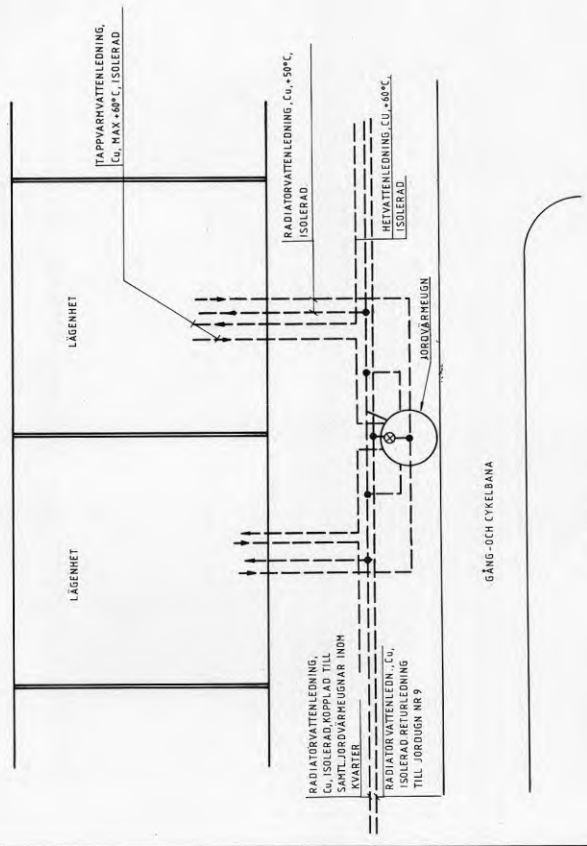 TAPPVARMVATTENLEDNING,
Cu, MAX +60°C, ISOLERAD
RADIATORVATTENLEDNING, Cu,+50°C,
ISOLERAD
HETVATTENLEDNING,CU,+60°C,
ISOLERAD
LÄGENHET
JORDVÄRMEUGN
LÄGENHET
GÅNG-OCH CYKELBANA
RADIATORVATTENLEDNING,
Cu, ISOLERAD,KOPPLAD TILL
SAMTL.JORDVÄRMEUGNAR INOM
KVARTER
RADIATORVATTENLEDN., Cu,
ISOLERAD.RETURLEDNING
TILL JORDUGN NR 9